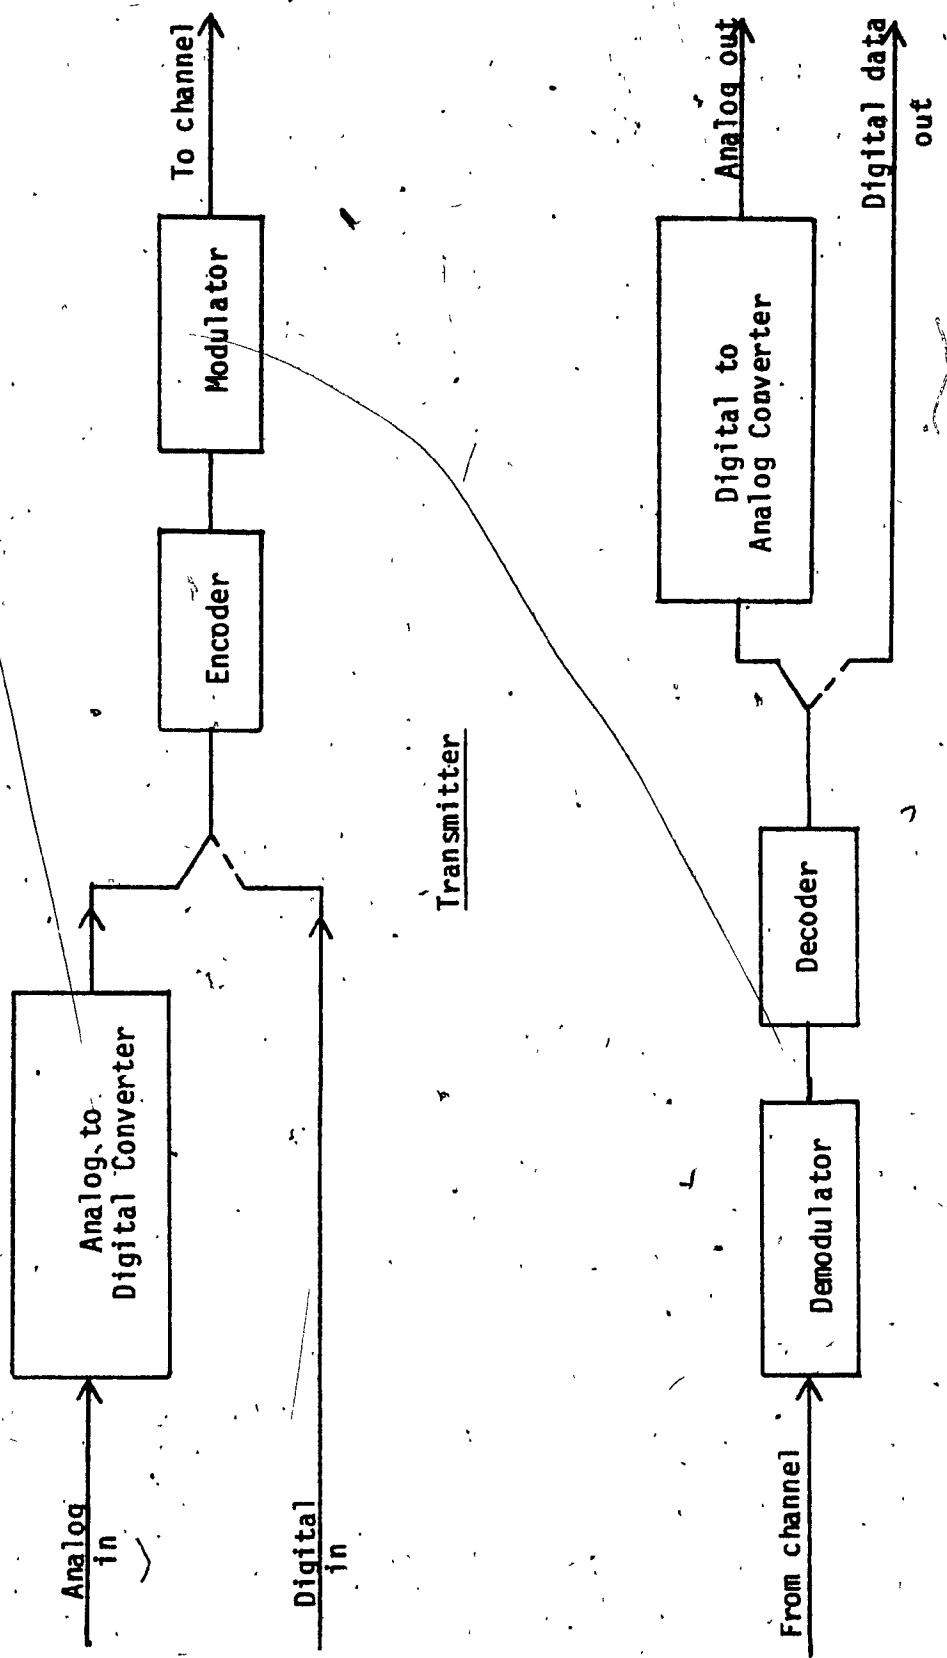 Analog
in
Analog to
Digital Converter
Digital
in
Encoder
Modulator
To channel
Transmitter
From channel
Demodulator
Decoder
Digital to
Analog Converter
Analog out
Digital data
out